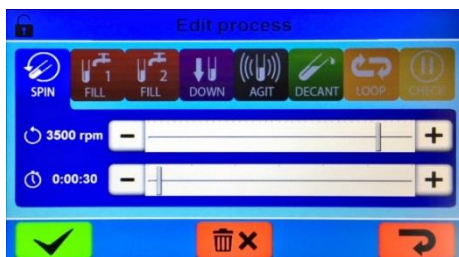 Edit process
SPIN
1
FILL
2
FILL
DOWN
AGIT
DECANT
LOOP
CHECK
3500 rpm
0:00:30